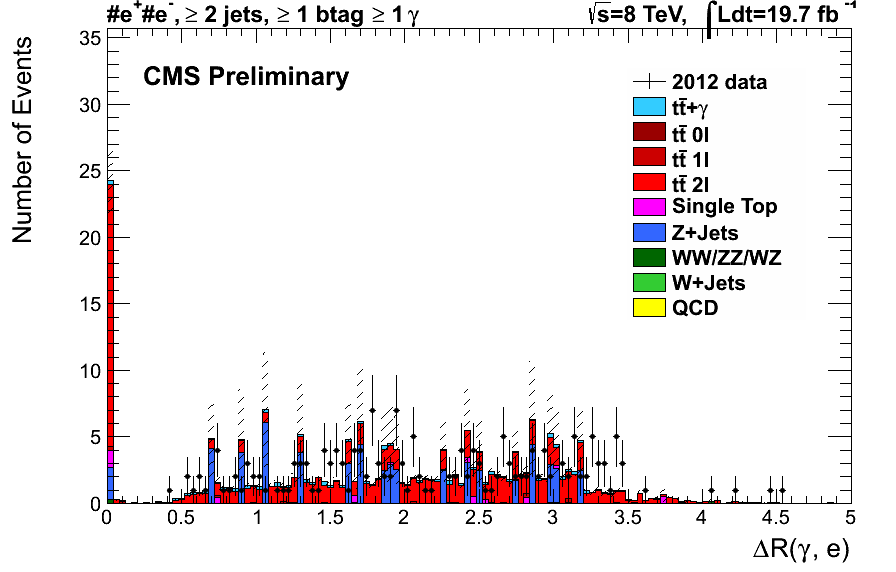 #e⁺#e⁻, ≥ 2 jets, ≥ 1 btag ≥ 1 γ √s=8 TeV, ∫Ldt=19.7 fb⁻¹
CMS Preliminary
2012 data
tt̄+γ
tt̄ 0l
tt̄ 1l
tt̄ 2l
Single Top
Z+Jets
WW/ZZ/WZ
W+Jets
QCD
Number of Events
35
30
25
20
15
10
5
0
0 0.5 1 1.5 2 2.5 3 3.5 4 4.5 5
ΔR(γ, e)